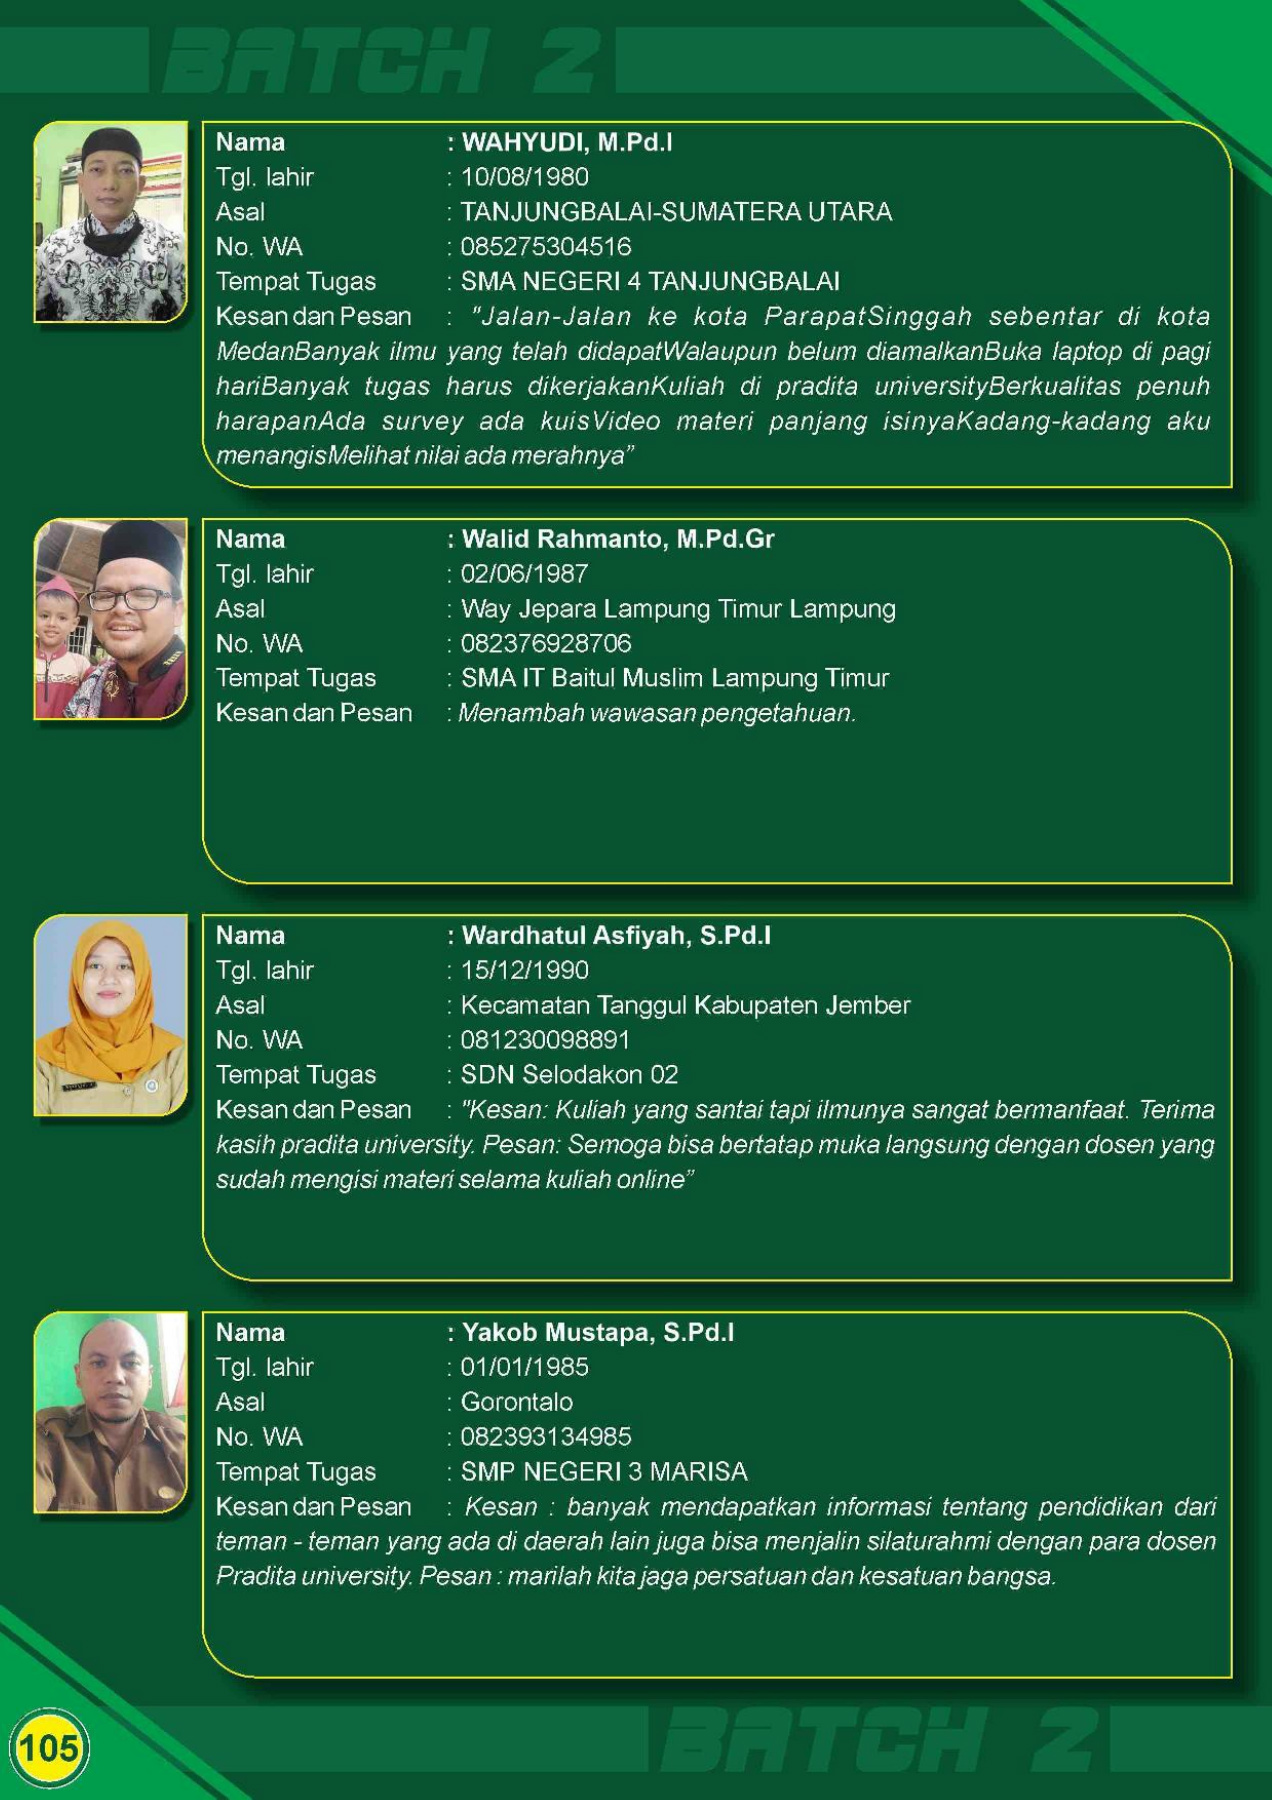 BATCH 2
Nama : WAHYUDI, M.Pd.I
Tgl. lahir : 10/08/1980
Asal : TANJUNGBALAI-SUMATERA UTARA
No. WA : 085275304516
Tempat Tugas : SMA NEGERI 4 TANJUNGBALAI
Kesan dan Pesan : "Jalan-Jalan ke kota ParapatSinggah sebentar di kota
MedanBanyak ilmu yang telah didapatWalaupun belum diamalkanBuka laptop di pagi
hariBanyak tugas harus dikerjakanKuliah di pradita universityBerkualitas penuh
harapanAda survey ada kuisVideo materi panjang isinyaKadang-kadang aku
menangisMelihat nilai ada merahnya”
Nama : Walid Rahmanto, M.Pd.Gr
Tgl. lahir : 02/06/1987
Asal : Way Jepara Lampung Timur Lampung
No. WA : 082376928706
Tempat Tugas : SMA IT Baitul Muslim Lampung Timur
Kesan dan Pesan : Menambah wawasan pengetahuan.
Nama : Wardhatul Asfiyah, S.Pd.I
Tgl. lahir : 15/12/1990
Asal : Kecamatan Tanggul Kabupaten Jember
No. WA : 081230098891
Tempat Tugas : SDN Selodakon 02
Kesan dan Pesan : "Kesan: Kuliah yang santai tapi ilmunya sangat bermanfaat. Terima
kasih pradita university. Pesan: Semoga bisa bertatap muka langsung dengan dosen yang
sudah mengisi materi selama kuliah online”
Nama : Yakob Mustapa, S.Pd.I
Tgl. lahir : 01/01/1985
Asal : Gorontalo
No. WA : 082393134985
Tempat Tugas : SMP NEGERI 3 MARISA
Kesan dan Pesan : Kesan : banyak mendapatkan informasi tentang pendidikan dari
teman - teman yang ada di daerah lain juga bisa menjalin silaturahmi dengan para dosen
Pradita university. Pesan : marilah kita jaga persatuan dan kesatuan bangsa.
105
BATCH 2